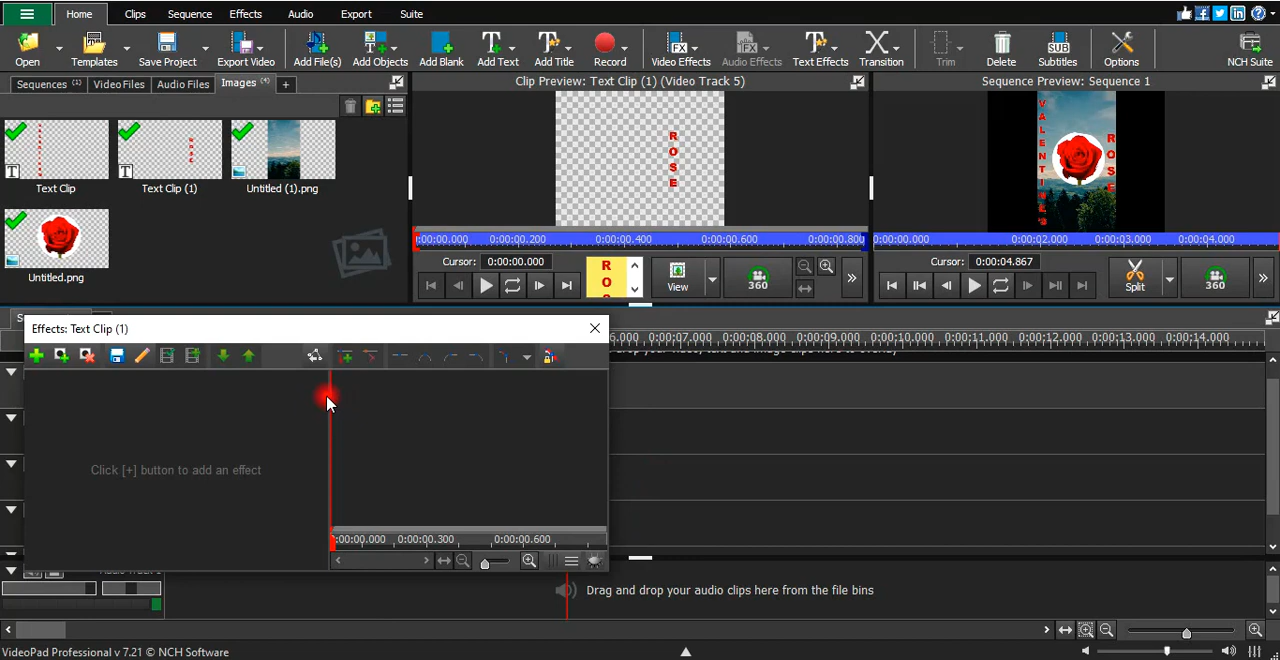 Home Clips Sequence Effects Audio Export Suite
Open Templates Save Project Export Video Add File(s) Add Objects Add Blank Add Text Add Title Record Video Effects Audio Effects Text Effects Transition Trim Delete Subtitles Options NCH Suite
Sequences (1) Video Files Audio Files Images (4) +
Clip Preview: Text Clip (1) (Video Track 5)
Sequence Preview: Sequence 1
Text Clip
Text Clip (1)
Untitled (1).png
Untitled.png
ROSE
VALENTINE'S
ROSE
0:00:00.000 0:00:00.200 0:00:00.400 0:00:00.600 0:00:00.800
0:00:00.000 0:00:02.000 0:00:03.000 0:00:04.000
Cursor: 0:00:00.000
Cursor: 0:00:04.867
R
O
View
360
Split
360
Effects: Text Clip (1)
0:00:07.000 0:00:08.000 0:00:09.000 0:00:10.000 0:00:11.000 0:00:12.000 0:00:13.000 0:00:14.000
Click [+] button to add an effect
:00:00.000 0:00:00.300 0:00:00.600
Drag and drop your audio clips here from the file bins
VideoPad Professional v 7.21 © NCH Software